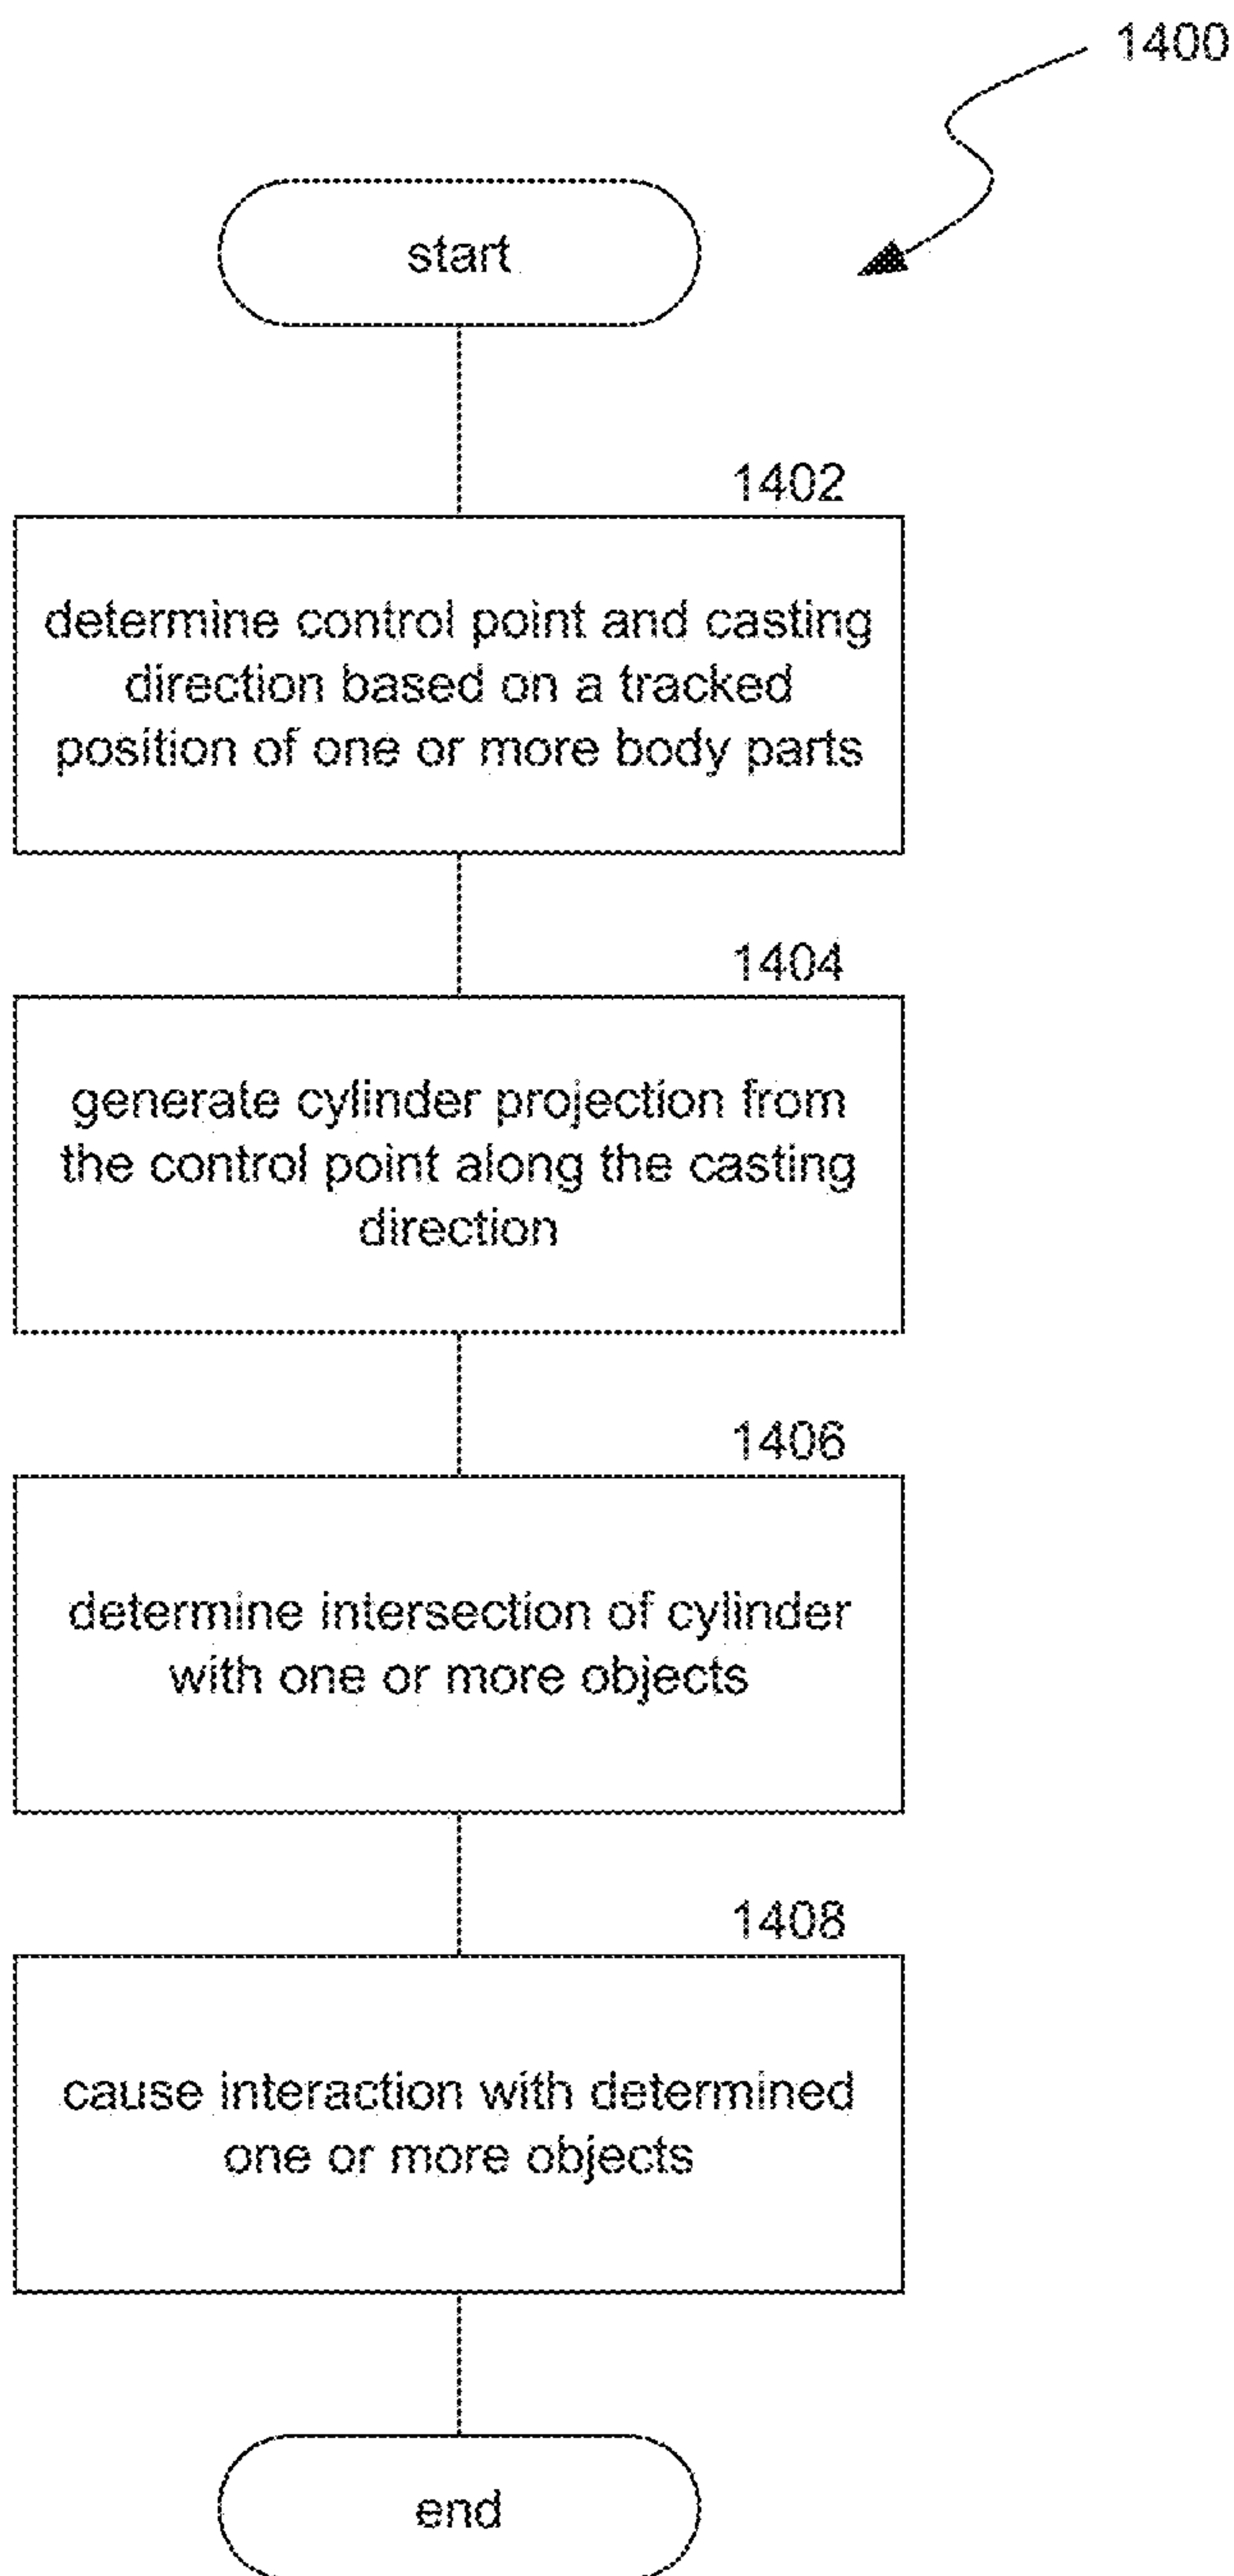 1400
start
1402
determine control point and casting
direction based on a tracked
position of one or more body parts
1404
generate cylinder projection from
the control point along the casting
direction
1406
determine intersection of cylinder
with one or more objects
1408
cause interaction with determined
one or more objects
end